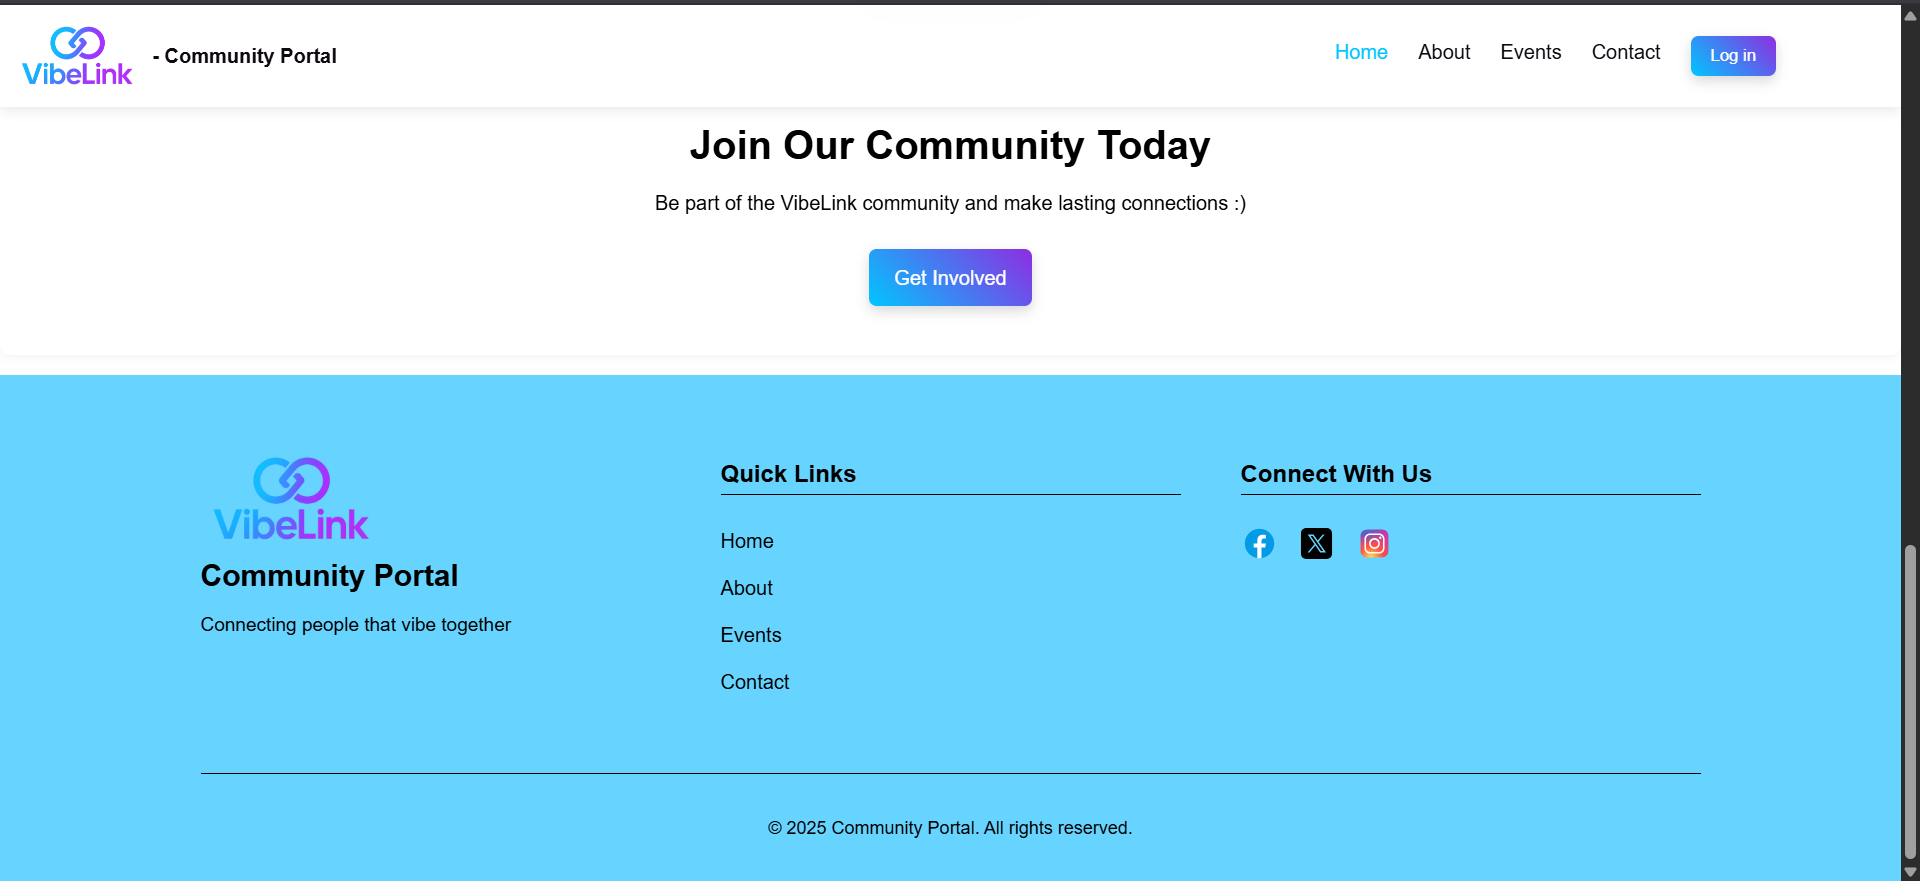 VibeLink
- Community Portal
Home About Events Contact Log in
Join Our Community Today
Be part of the VibeLink community and make lasting connections :)
Get Involved
VibeLink
Community Portal
Connecting people that vibe together
Quick Links
Home
About
Events
Contact
Connect With Us
© 2025 Community Portal. All rights reserved.